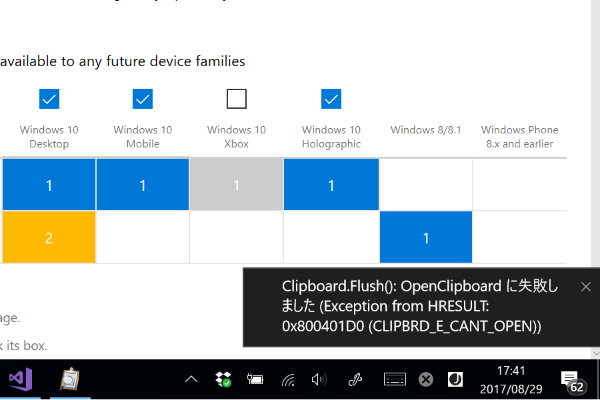 available to any future device families
Windows 10
Desktop
Windows 10
Mobile
Windows 10
Xbox
Windows 10
Holographic
Windows 8/8.1
Windows Phone
8.x and earlier
1
1
1
1
2
1
Clipboard.Flush(): OpenClipboard に失敗し
ました (Exception from HRESULT:
0x800401D0 (CLIPBRD_E_CANT_OPEN))
age.
its box.
17:41
2017/08/29
62